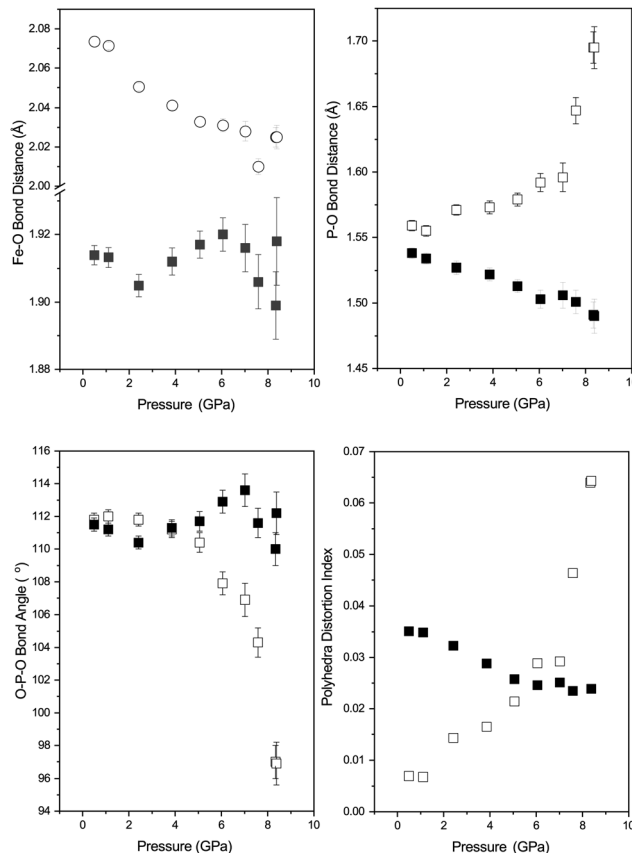 Fe-O Bond Distance (Å)
2.08
2.06
2.04
2.02
2.00
1.92
1.90
1.88
0 2 4 6 8 10
Pressure (GPa)
P-O Bond Distance (Å)
1.70
1.65
1.60
1.55
1.50
1.45
0 2 4 6 8 10
Pressure (GPa)
O-P-O Bond Angle ( º)
116
114
112
110
108
106
104
102
100
98
96
94
0 2 4 6 8 10
Pressure (GPa)
Polyhedra Distortion Index
0.07
0.06
0.05
0.04
0.03
0.02
0.01
0.00
0 2 4 6 8 10
Pressure (GPa)